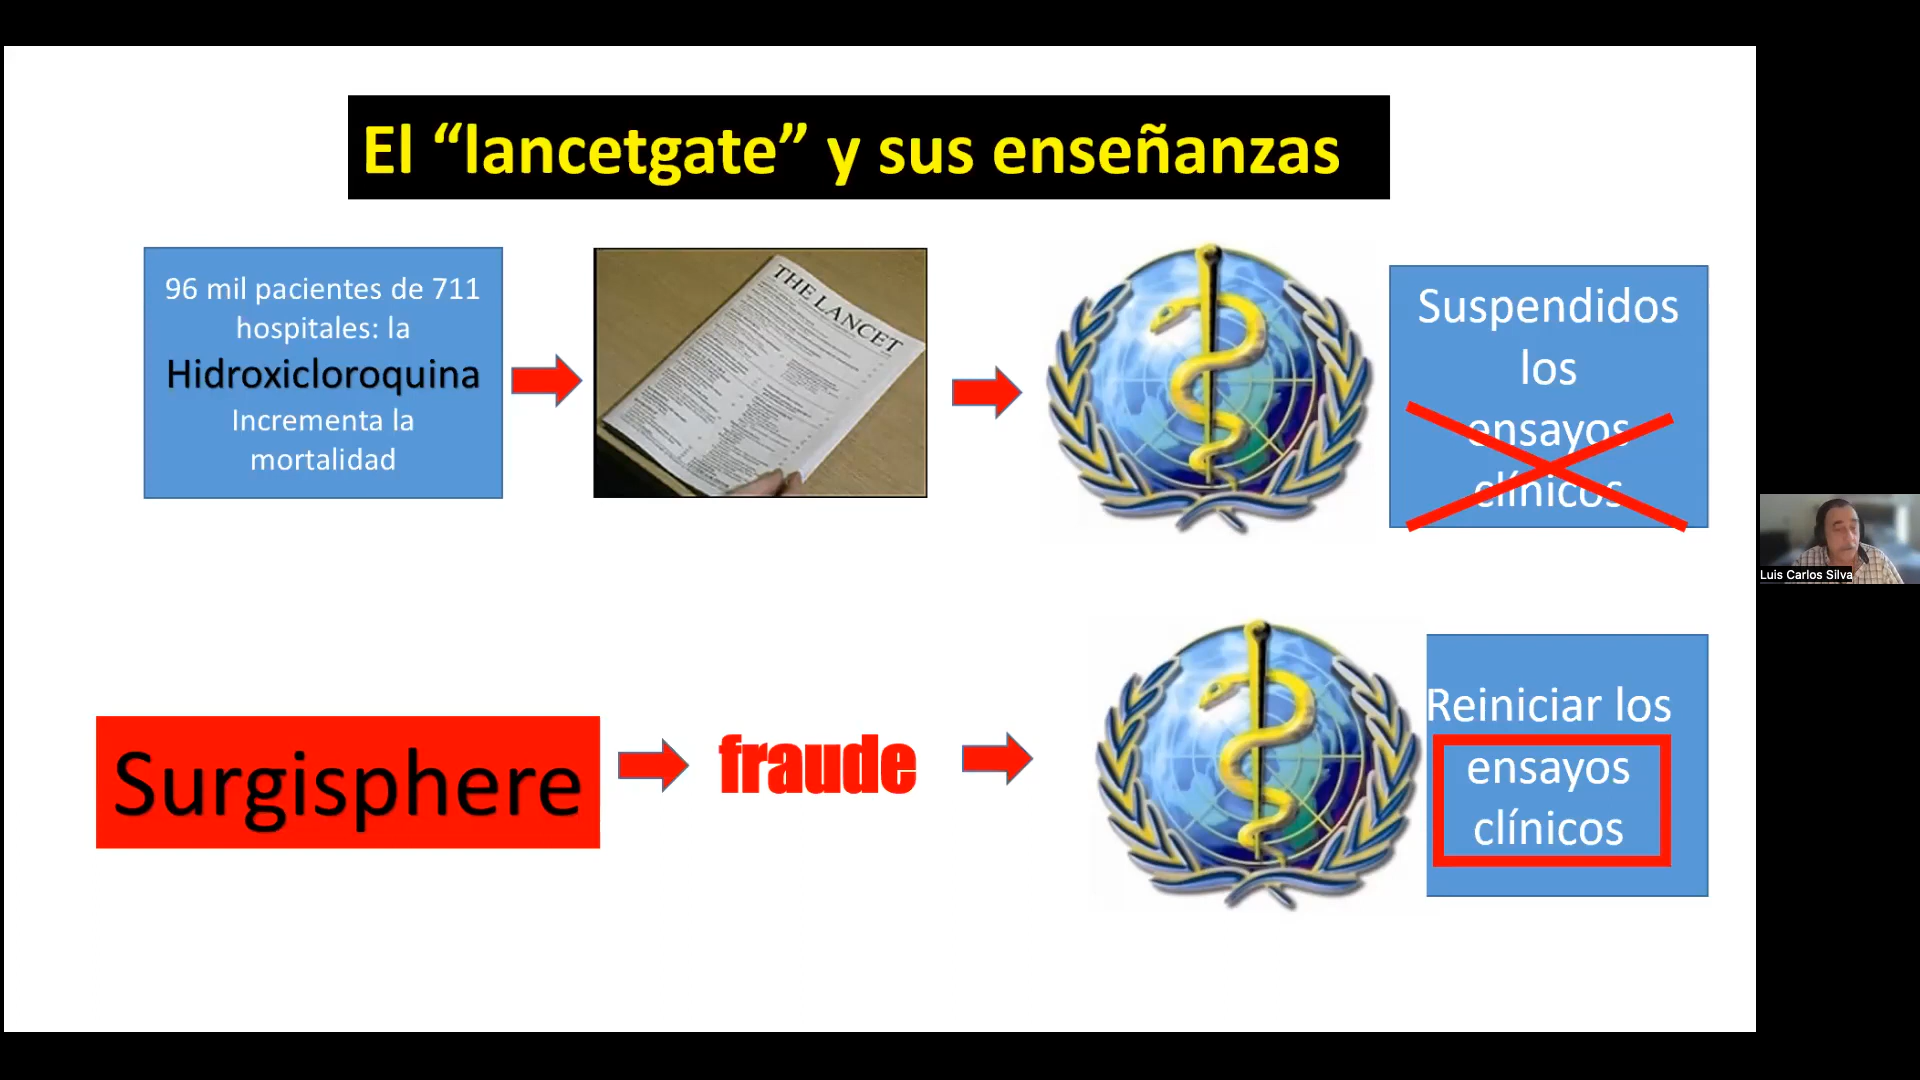 El “lancetgate” y sus enseñanzas
96 mil pacientes de 711
hospitales: la
Hidroxicloroquina
Incrementa la
mortalidad
THE LANCET
Suspendidos
los
ensayos
clínicos
Luis Carlos Silva
Surgisphere
fraude
Reiniciar los
ensayos
clínicos